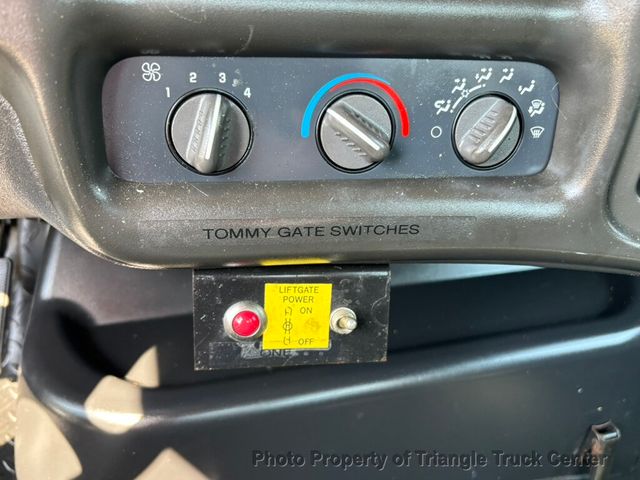 1 2 3 4
TOMMY GATE SWITCHES
LIFTGATE
POWER
ON
OFF
Photo Property of Triangle Truck Center